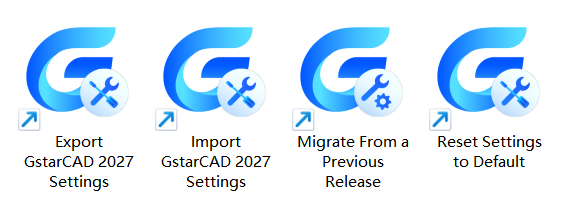 Export
GstarCAD 2027
Settings
Import
GstarCAD 2027
Settings
Migrate From a
Previous
Release
Reset Settings
to Default